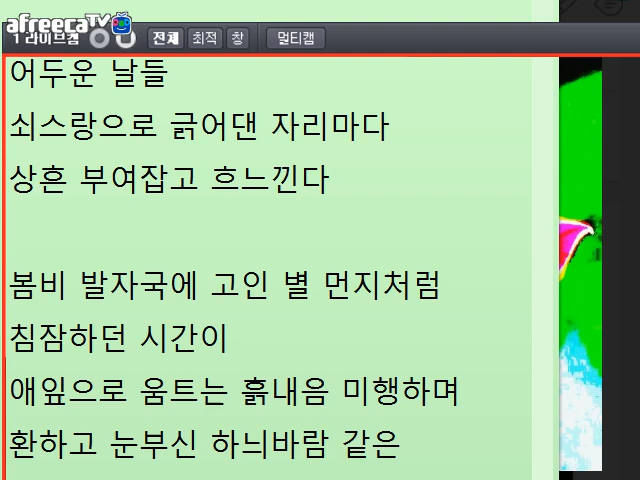 afreecaTV
1 라이브캠 전체 최적 창 멀티캠
어두운 날들
쇠스랑으로 긁어댄 자리마다
상흔 부여잡고 흐느낀다
봄비 발자국에 고인 별 먼지처럼
침잠하던 시간이
애잎으로 움트는 흙내음 미행하며
환하고 눈부신 하늬바람 같은